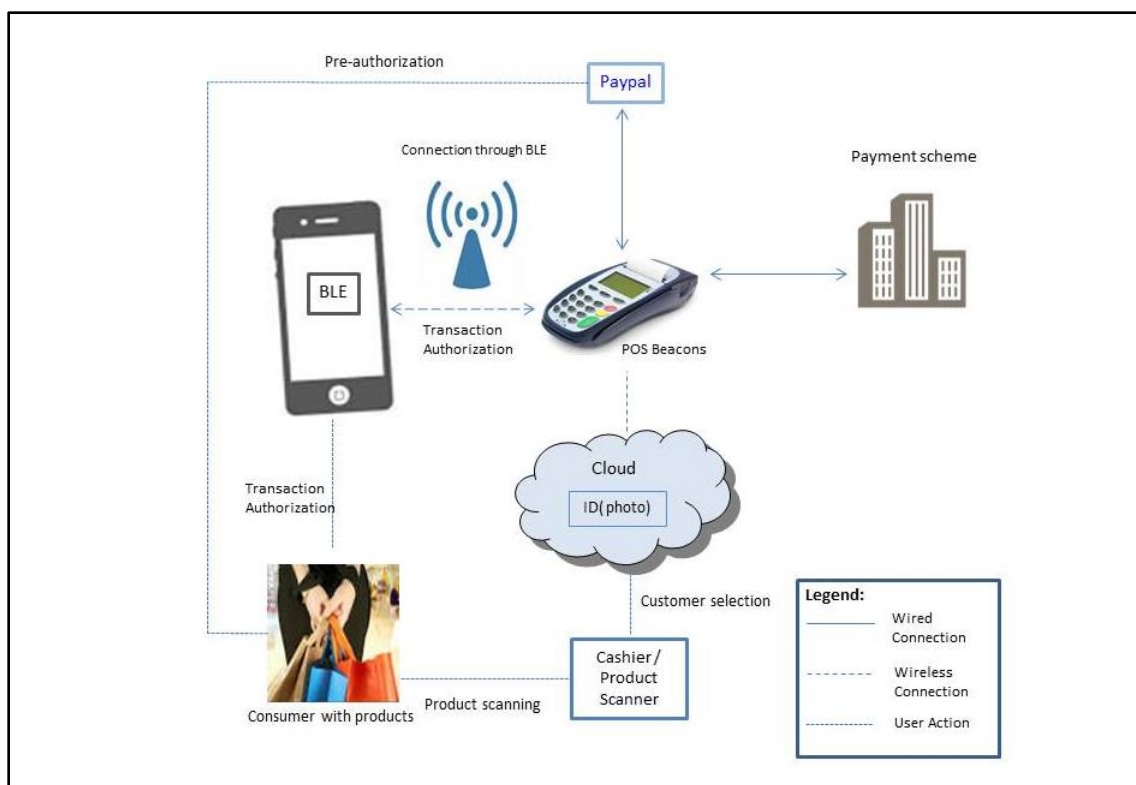 Pre-authorization
Paypal
Connection through BLE
Payment scheme
BLE
Transaction
Authorization
POS Beacons
Cloud
ID( photo)
Transaction
Authorization
Customer selection
Cashier /
Product
Scanner
Product scanning
Consumer with products
Legend:
Wired
Connection
Wireless
Connection
User Action